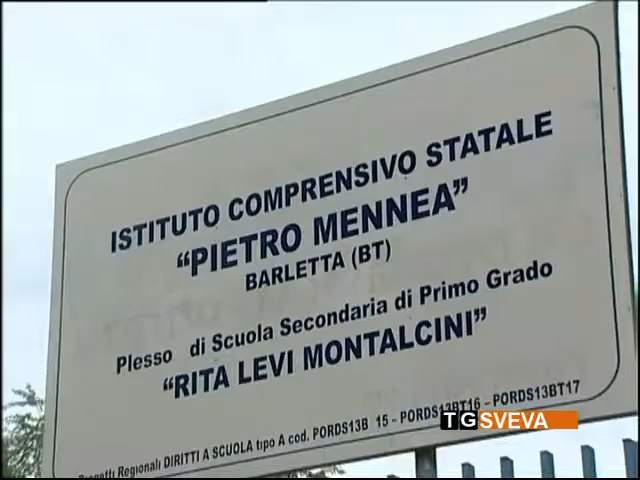 ISTITUTO COMPRENSIVO STATALE
"PIETRO MENNEA"
BARLETTA (BT)
Plesso di Scuola Secondaria di Primo Grado
"RITA LEVI MONTALCINI"
Progetti Regionali DIRITTI A SCUOLA tipo A cod. PORDS13B 15 - PORDS13BT16 - PORDS13BT17
TGSVEVA